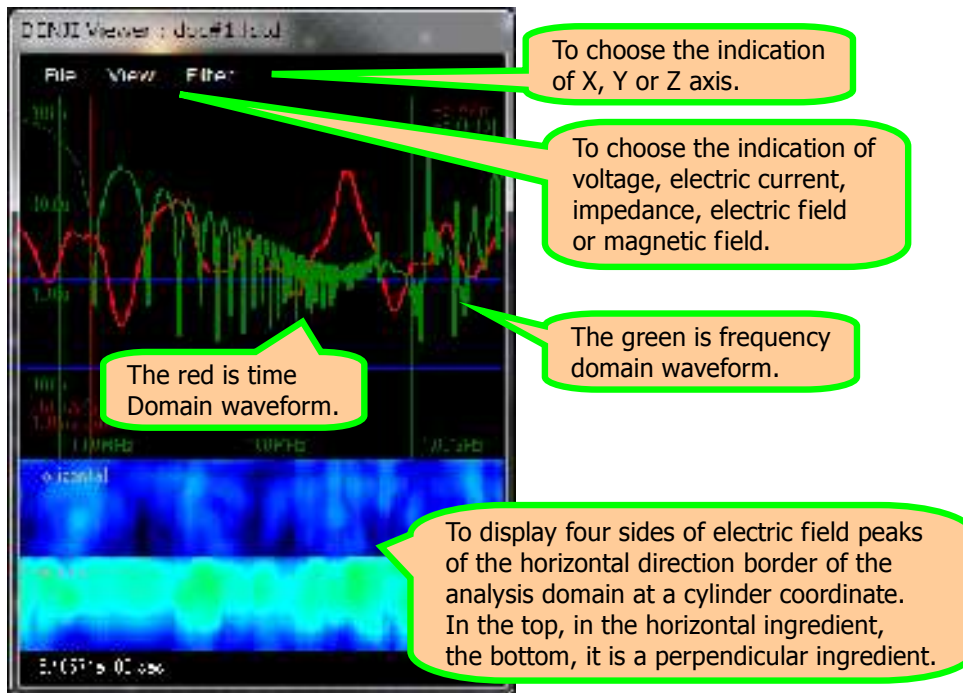 DENJI Viewer :
File View Filter
To choose the indication
of X, Y or Z axis.
To choose the indication of
voltage, electric current,
impedance, electric field
or magnetic field.
The green is frequency
domain waveform.
The red is time
Domain waveform.
To display four sides of electric field peaks
of the horizontal direction border of the
analysis domain at a cylinder coordinate.
In the top, in the horizontal ingredient,
the bottom, it is a perpendicular ingredient.